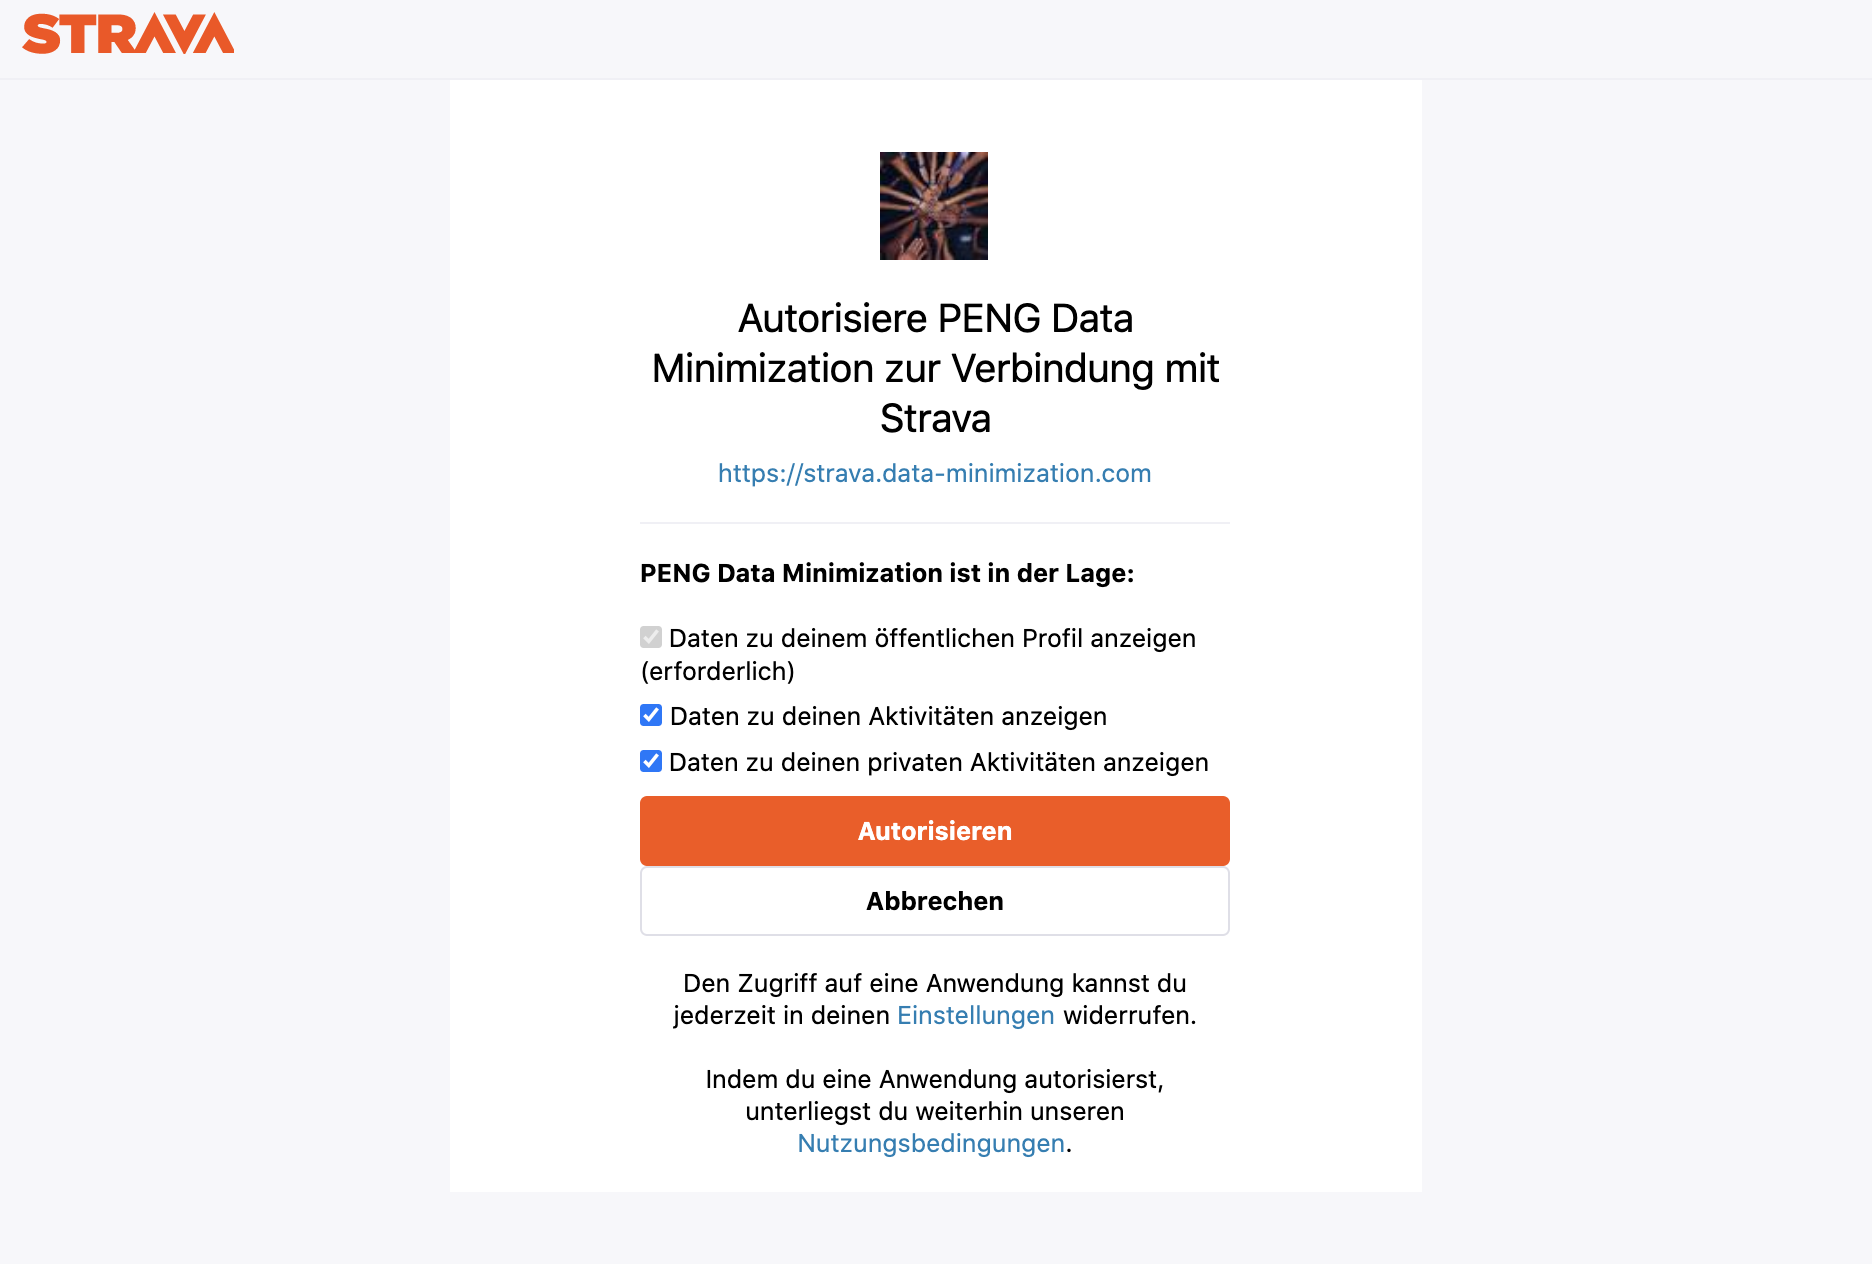 STRAVA
Autorisiere PENG Data
Minimization zur Verbindung mit
Strava
https://strava.data-minimization.com
PENG Data Minimization ist in der Lage:
Daten zu deinem öffentlichen Profil anzeigen
(erforderlich)
Daten zu deinen Aktivitäten anzeigen
Daten zu deinen privaten Aktivitäten anzeigen
Autorisieren
Abbrechen
Den Zugriff auf eine Anwendung kannst du
jederzeit in deinen Einstellungen widerrufen.
Indem du eine Anwendung autorisierst,
unterliegst du weiterhin unseren
Nutzungsbedingungen.